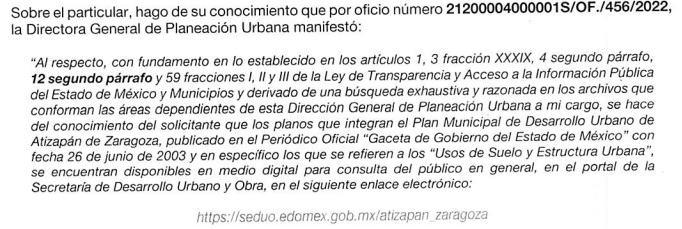 Sobre el particular, hago de su conocimiento que por oficio número 21200004000001S/OF./456/2022,
la Directora General de Planeación Urbana manifestó:
“Al respecto, con fundamento en lo establecido en los artículos 1, 3 fracción XXXIX, 4 segundo párrafo,
12 segundo párrafo y 59 fracciones I, II y III de la Ley de Transparencia y Acceso a la Información Pública
del Estado de México y Municipios y derivado de una búsqueda exhaustiva y razonada en los archivos que
conforman las áreas dependientes de esta Dirección General de Planeación Urbana a mi cargo, se hace
del conocimiento del solicitante que los planos que integran el Plan Municipal de Desarrollo Urbano de
Atizapán de Zaragoza, publicado en el Periódico Oficial “Gaceta de Gobierno del Estado de México” con
fecha 26 de junio de 2003 y en específico los que se refieren a los “Usos de Suelo y Estructura Urbana”,
se encuentran disponibles en medio digital para consulta del público en general, en el portal de la
Secretaría de Desarrollo Urbano y Obra, en el siguiente enlace electrónico:
https://seduo.edomex.gob.mx/atizapan_zaragoza